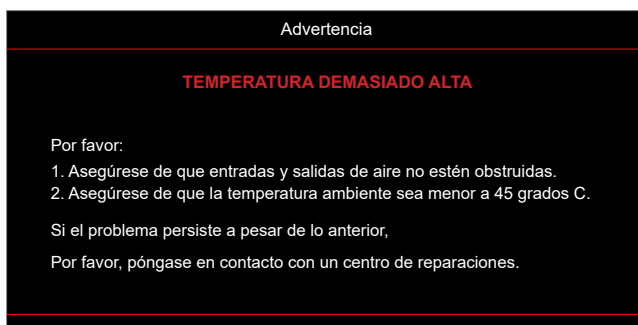 Advertencia
TEMPERATURA DEMASIADO ALTA
Por favor:
1. Asegúrese de que entradas y salidas de aire no estén obstruidas.
2. Asegúrese de que la temperatura ambiente sea menor a 45 grados C.
Si el problema persiste a pesar de lo anterior,
Por favor, póngase en contacto con un centro de reparaciones.